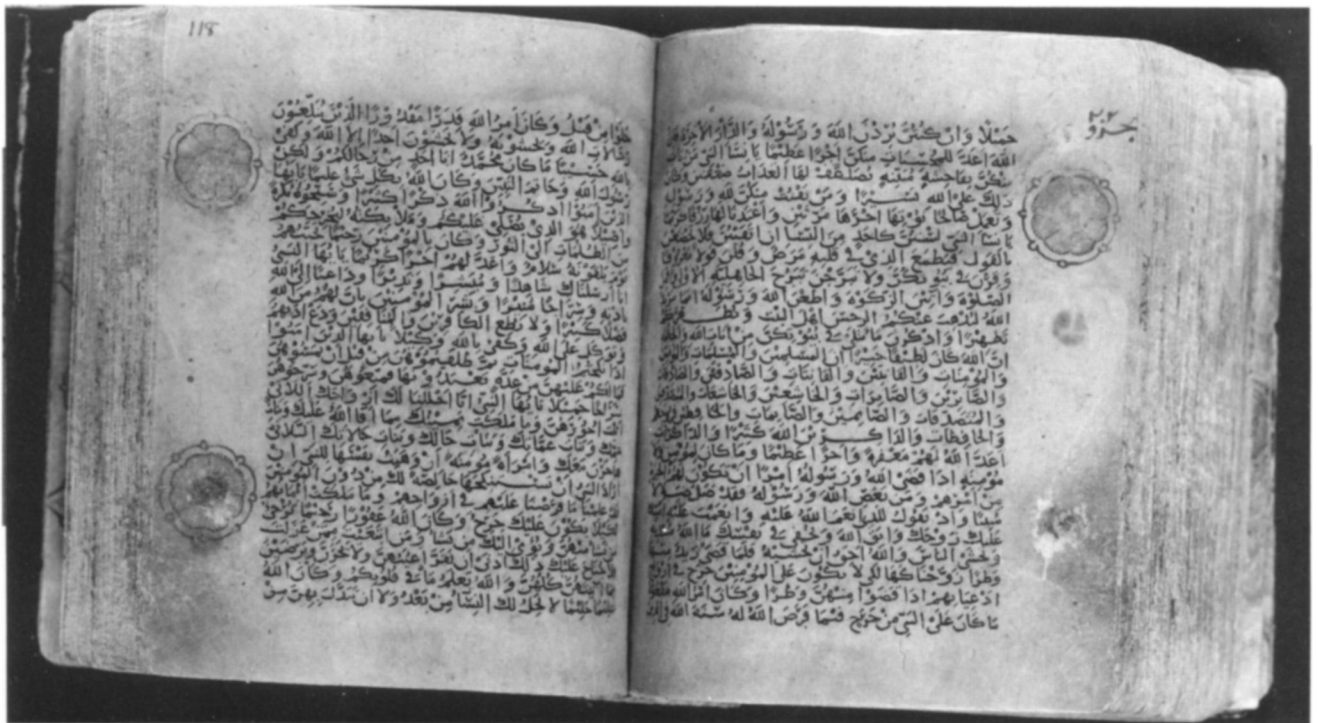 جزو ٢٢
جميلا وان كنتن تردن الله ورسوله والدار الاخرة فان
الله اعد للمحسنات منكن اجرا عظيما يا نسا النبي من يات
منكن بفاحشة مبينة يضاعف لها العذاب ضعفين وكان
ذلك على الله يسيرا ومن يقنت منكن لله ورسوله
وتعمل صالحا نؤتها اجرها مرتين واعتدنا لها رزقا كريما
يا نسا النبي لستن كاحد من النسا ان اتقيتن فلا تخضعن
بالقول فيطمع الذي في قلبه مرض وقلن قولا معروفا
وقرن في بيوتكن ولا تبرجن تبرج الجاهلية الاولى واقمن
الصلوة واتين الزكوة واطعن الله ورسوله انما يريد
الله ليذهب عنكم الرجس اهل البيت ويطهركم
تطهيرا واذكرن ما يتلى في بيوتكن من ايات الله والحكمة
ان الله كان لطيفا خبيرا ان المسلمين والمسلمات والمؤمنين
والمؤمنات والقانتين والقانتات والصادقين والصادقات
والصابرين والصابرات والخاشعين والخاشعات والمتصدقين
والمتصدقات والصايمين والصايمات والحافظين فروجهم
والحافظات والذاكرين الله كثيرا والذاكرات
اعد الله لهم مغفرة واجرا عظيما وما كان لمؤمن ولا
مؤمنة اذا قضى الله ورسوله امرا ان يكون لهم الخيرة
من امرهم ومن يعص الله ورسوله فقد ضل ضلالا
مبينا واذ تقول للذي انعم الله عليه وانعمت عليه امسك
عليك زوجك واتق الله وتخفي في نفسك ما الله مبديه
وتخشى الناس والله احق ان تخشيه فلما قضى زيد منها
وطرا زوجناكها لكيلا يكون على المؤمنين حرج في ازواج
ادعيايهم اذا قضوا منهن وطرا وكان امر الله مفعولا
ما كان على النبي من حرج فيما فرض الله له سنة الله في الذين
118
خلوا من قبل وكان امر الله قدرا مقدورا الذين يبلغون
رسالات الله ويخشونه ولا يخشون احدا الا الله وكفى
بالله حسيبا ما كان محمد ابا احد من رجالكم ولكن
رسول الله وخاتم النبيين وكان الله بكل شي عليما يا ايها
الذين امنوا اذكروا الله ذكرا كثيرا وسبحوه بكرة
واصيلا هو الذي يصلي عليكم وملايكته ليخرجكم
من الظلمات الى النور وكان بالمؤمنين رحيما تحيتهم
يوم يلقونه سلام واعد لهم اجرا كريما يا ايها النبي
انا ارسلناك شاهدا ومبشرا ونذيرا وداعيا الى الله
باذنه وسراجا منيرا وبشر المؤمنين بان لهم من الله
فضلا كبيرا ولا تطع الكافرين والمنافقين ودع اذاهم
وتوكل على الله وكفى بالله وكيلا يا ايها الذين امنوا
اذا نكحتم المؤمنات ثم طلقتموهن من قبل ان تمسوهن
فما لكم عليهن من عدة تعتدونها فمتعوهن وسرحوهن
سراحا جميلا يا ايها النبي انا احللنا لك ازواجك اللاتي
اتيت اجورهن وما ملكت يمينك مما افا الله عليك وبنات
عمك وبنات عماتك وبنات خالك وبنات خالاتك اللاتي
هاجرن معك وامراة مؤمنة ان وهبت نفسها للنبي ان
اراد النبي ان يستنكحها خالصة لك من دون المؤمنين
قد علمنا ما فرضنا عليهم في ازواجهم وما ملكت ايمانهم
لكيلا يكون عليك حرج وكان الله غفورا رحيما ترجي
من تشا منهن وتؤوي اليك من تشا ومن ابتغيت ممن عزلت
فلا جناح عليك ذلك ادنى ان تقر اعينهن ولا يحزن ويرضين
بما اتيتهن كلهن والله يعلم ما في قلوبكم وكان الله
عليما حليما لا يحل لك النسا من بعد ولا ان تبدل بهن من